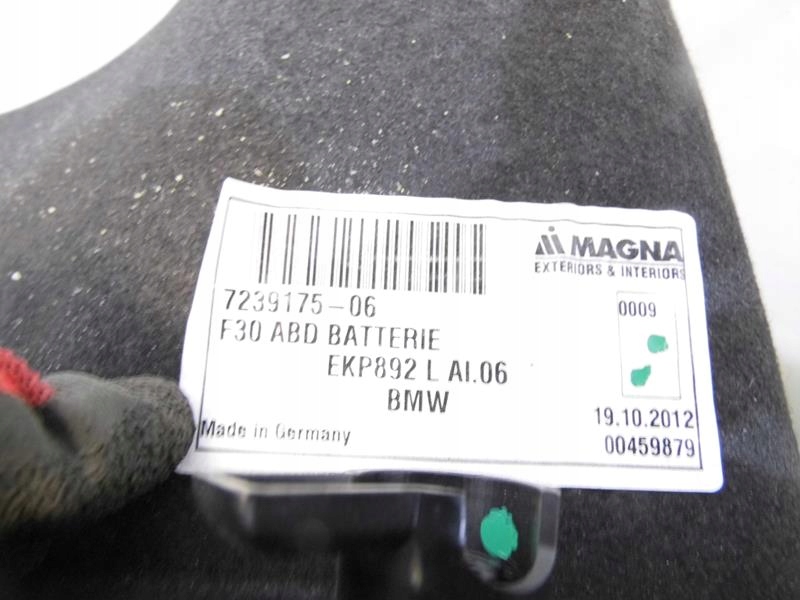 MAGNA
EXTERIORS & INTERIORS
7239175-06
F30 ABD BATTERIE
EKP892 L AI.06
BMW
0009
19.10.2012
00459879
Made in Germany